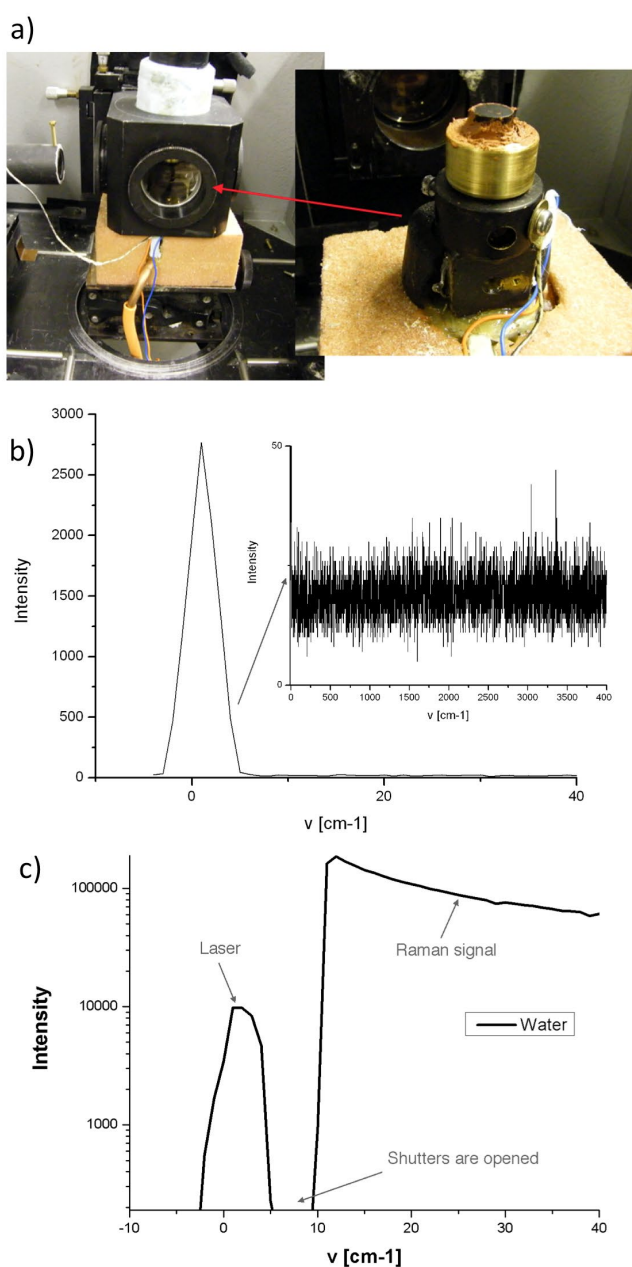 a)
b)
3000
2500
2000
1500
1000
500
0
Intensity
0
20
40
ν [cm-1]
50
0
Intensity
0
500
1000
1500
2000
2500
3000
3500
400
ν [cm-1]
c)
100000
10000
1000
Intensity
Laser
Raman signal
Water
Shutters are opened
-10
0
10
20
30
40
ν [cm-1]